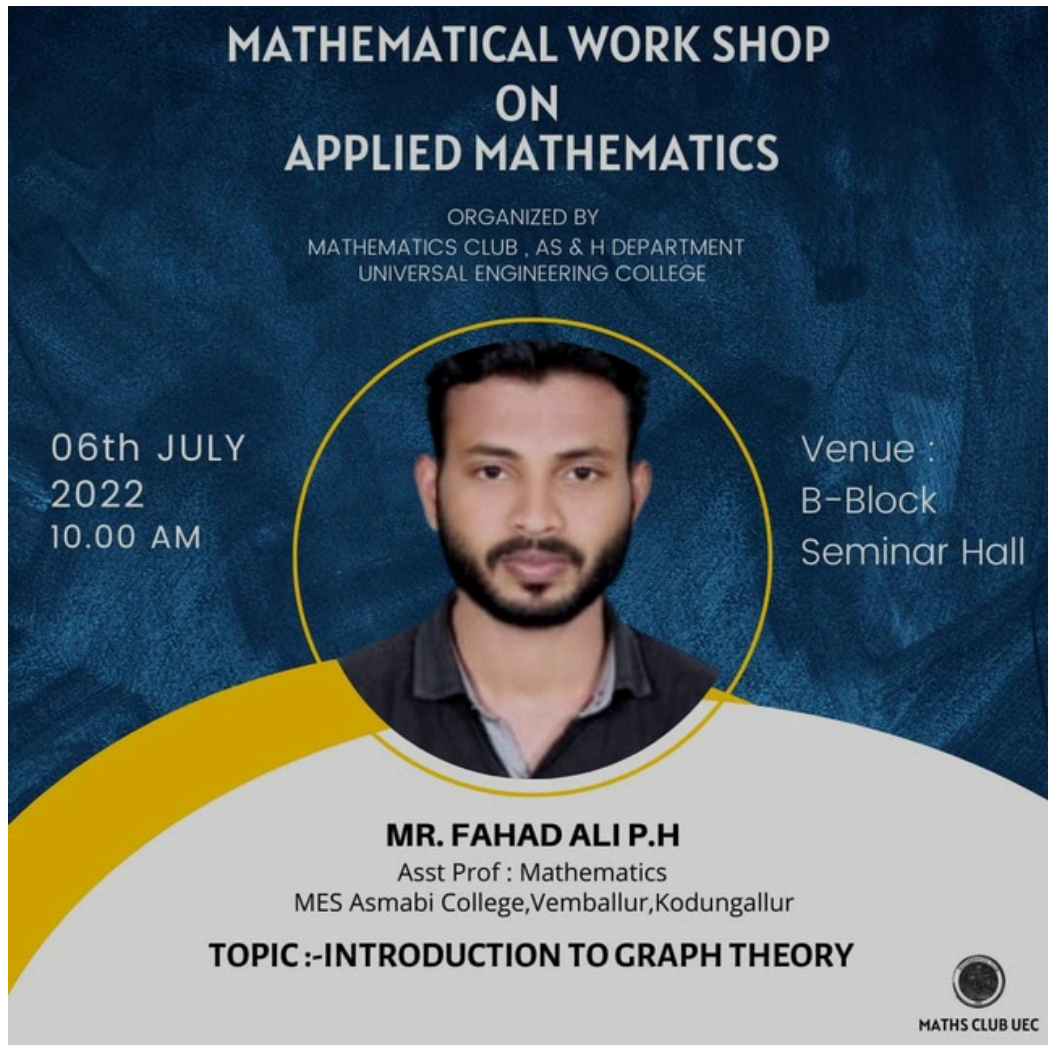 MATHEMATICAL WORK SHOP
ON
APPLIED MATHEMATICS
ORGANIZED BY
MATHEMATICS CLUB , AS & H DEPARTMENT
UNIVERSAL ENGINEERING COLLEGE
06th JULY
2022
10.00 AM
Venue :
B-Block
Seminar Hall
MR. FAHAD ALI P.H
Asst Prof : Mathematics
MES Asmabi College,Vemballur,Kodungallur
TOPIC :-INTRODUCTION TO GRAPH THEORY
MATHS CLUB UEC